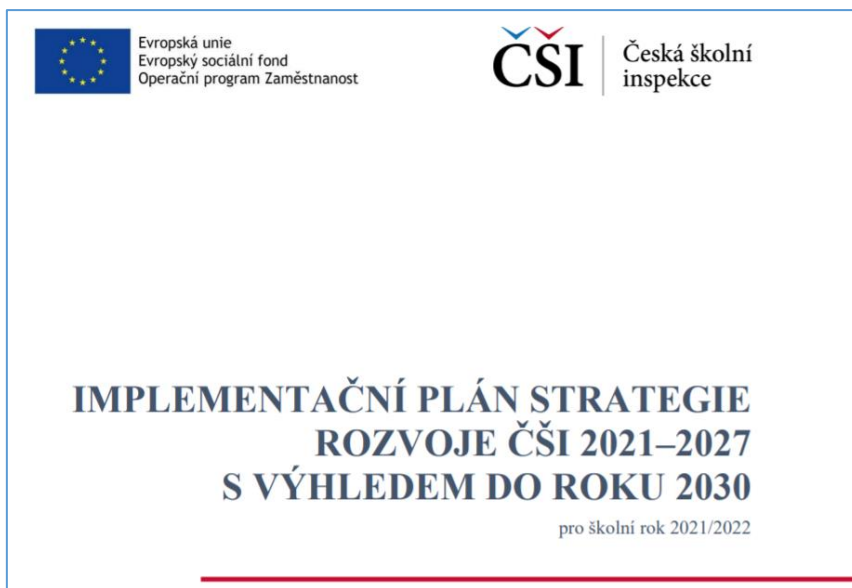 Evropská unie
Evropský sociální fond
Operační program Zaměstnanost
ČŠI
Česká školní
inspekce
IMPLEMENTAČNÍ PLÁN STRATEGIE
ROZVOJE ČŠI 2021–2027
S VÝHLEDEM DO ROKU 2030
pro školní rok 2021/2022